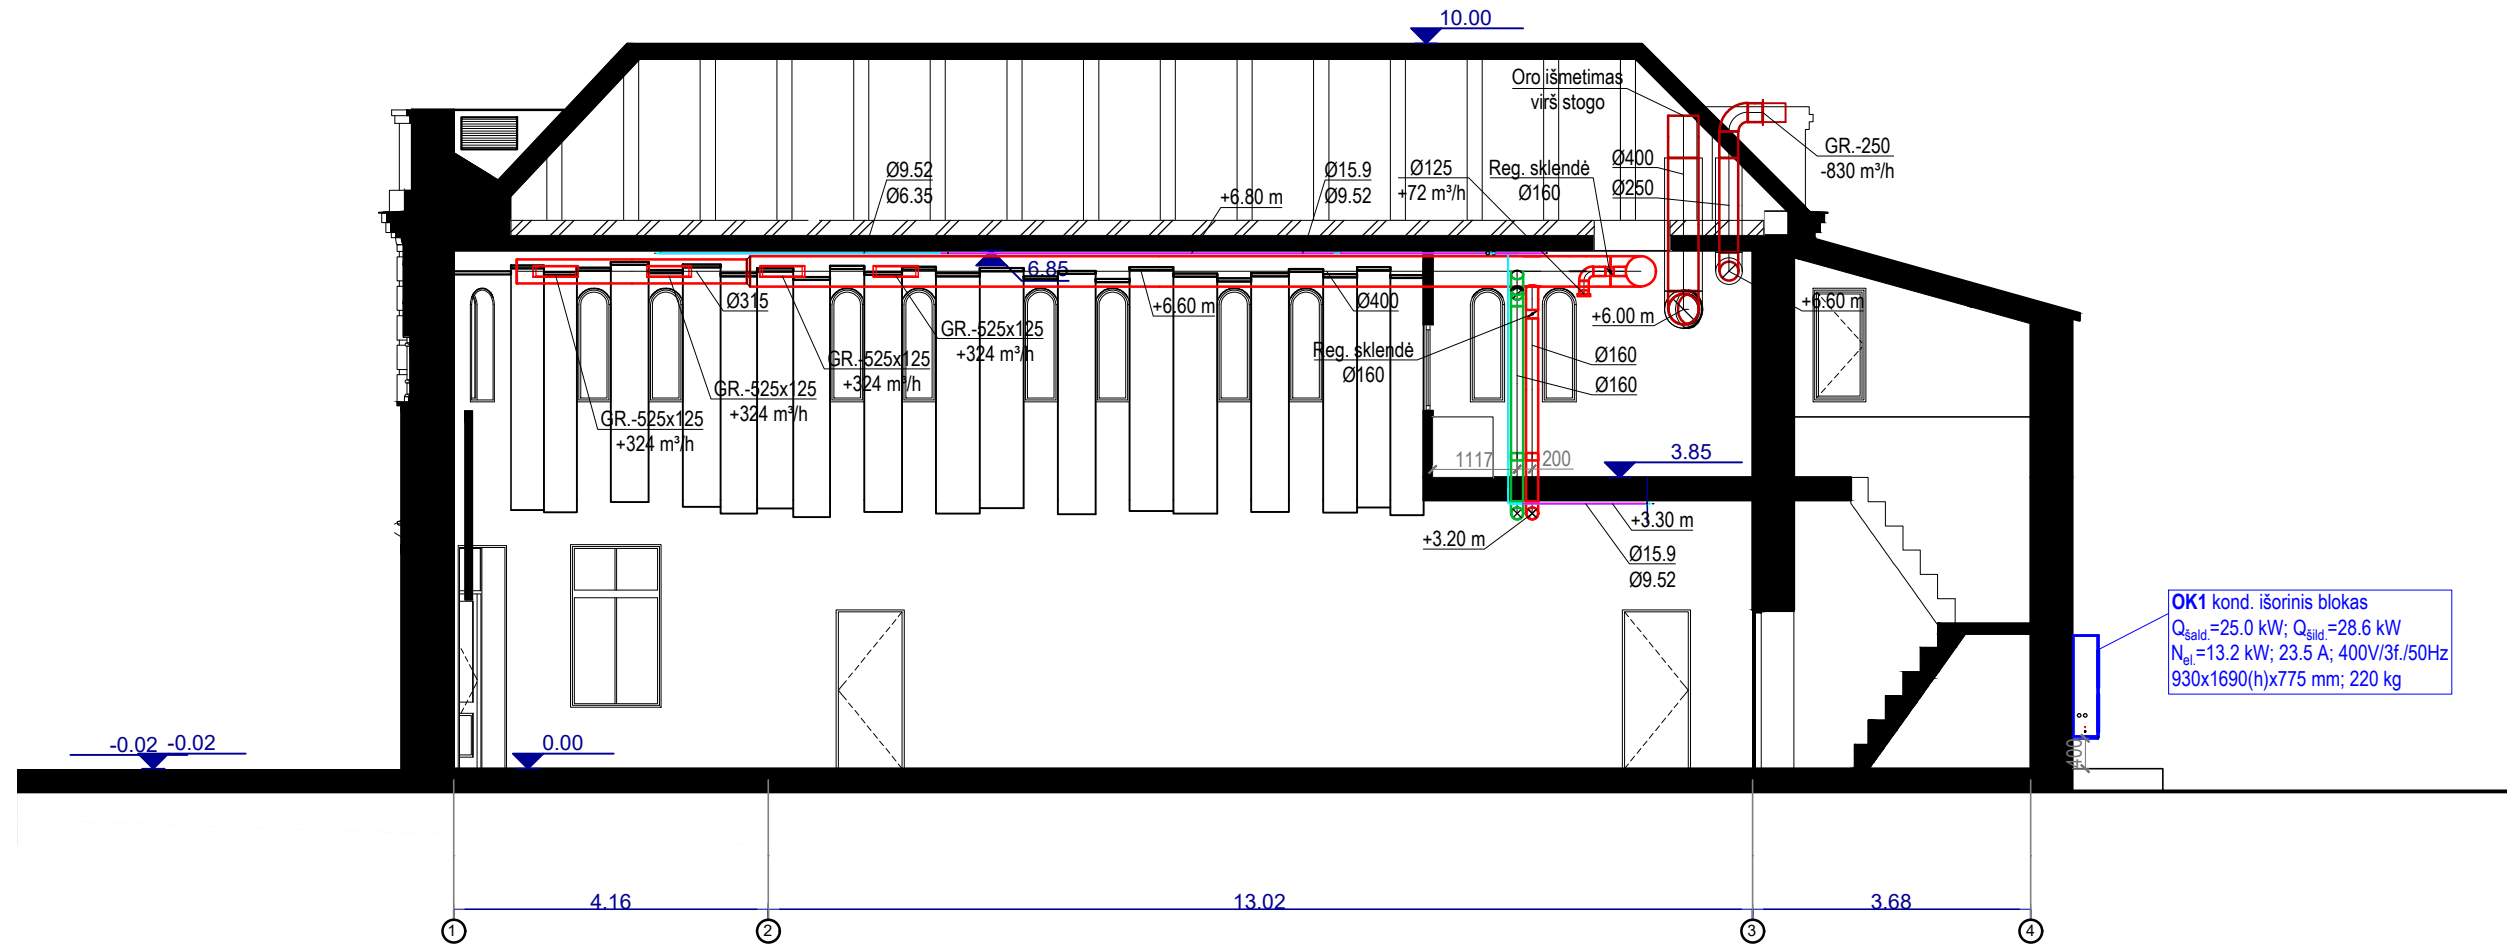 10.00
Oro išmetimas
virš stogo
GR.-250
-830 m³/h
Ø9.52
Ø6.35
+6.80 m
Ø15.9
Ø9.52
Ø125
+72 m³/h
Reg. sklendė
Ø160
Ø400
Ø250
6.85
Ø315
+6.60 m
Ø400
+6.00 m
+6.60 m
GR.-525x125
+324 m³/h
GR.-525x125
+324 m³/h
GR.-525x125
+324 m³/h
GR.-525x125
+324 m³/h
Reg. sklendė
Ø160
Ø160
Ø160
1117
200
3.85
+3.20 m
+3.30 m
Ø15.9
Ø9.52
OK1 kond. išorinis blokas
Qšald.=25.0 kW; Qšild.=28.6 kW
Nel.=13.2 kW; 23.5 A; 400V/3f./50Hz
930x1690(h)x775 mm; 220 kg
400
-0.02
-0.02
0.00
4.16
13.02
3.68
1
2
3
4